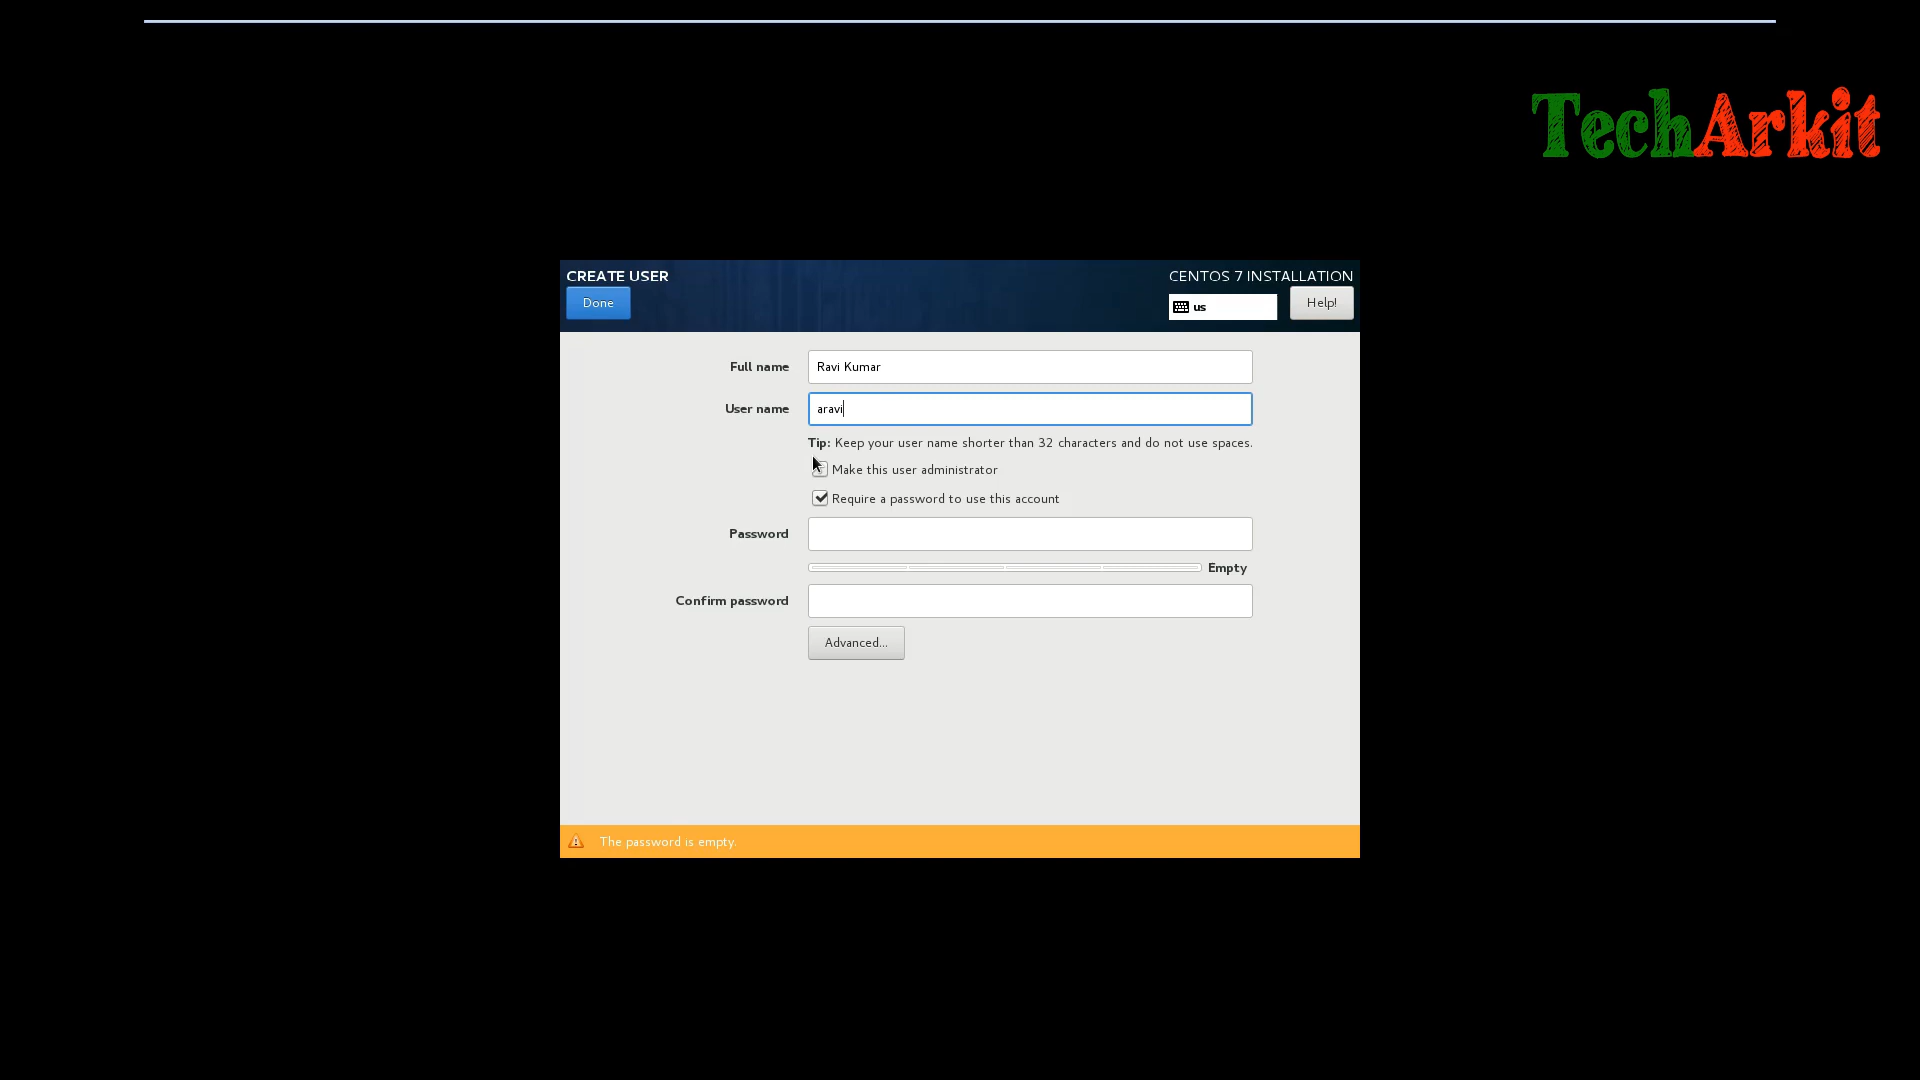 TechArkit
CREATE USER
CENTOS 7 INSTALLATION
Done
us
Help!
Full name
Ravi Kumar
User name
aravi
Tip: Keep your user name shorter than 32 characters and do not use spaces.
Make this user administrator
Require a password to use this account
Password
Empty
Confirm password
Advanced...
The password is empty.